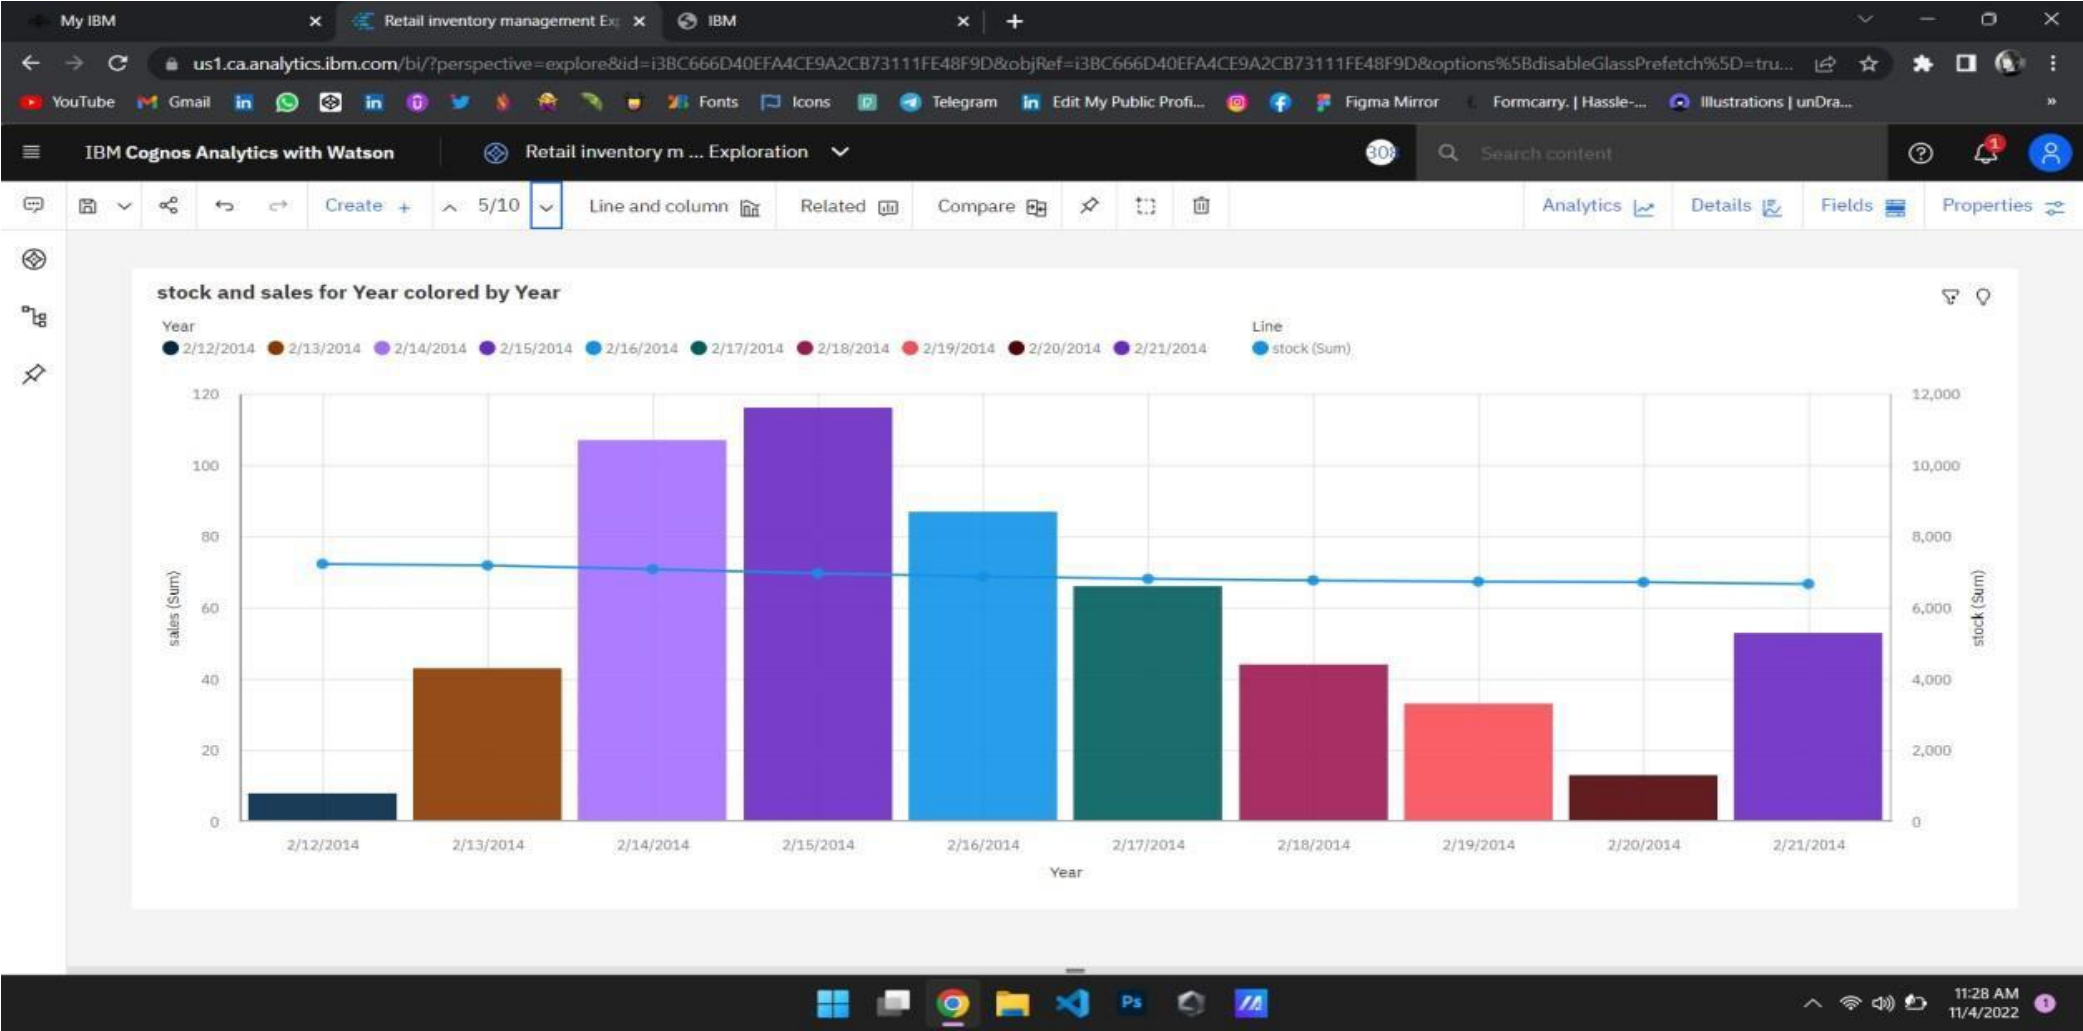 My IBM
Retail inventory management Exp
IBM
us1.ca.analytics.ibm.com/bi/?perspective=explore&id=i3BC666D40EFA4CE9A2CB73111FE48F9D&objRef=i3BC666D40EFA4CE9A2CB73111FE48F9D&options%5BdisableGlassPrefetch%5D=tru...
YouTube Gmail Fonts Icons Telegram Edit My Public Profi... Figma Mirror Formcarry. | Hassle-... Illustrations | unDra... »
IBM Cognos Analytics with Watson
Retail inventory m ... Exploration
308
Search content
1
Create + 5/10 Line and column Related Compare Analytics Details Fields Properties
stock and sales for Year colored by Year
Year
2/12/2014 2/13/2014 2/14/2014 2/15/2014 2/16/2014 2/17/2014 2/18/2014 2/19/2014 2/20/2014 2/21/2014
Line
stock (Sum)
120
100
80
60
40
20
0
sales (Sum)
12,000
10,000
8,000
6,000
4,000
2,000
0
stock (Sum)
2/12/2014 2/13/2014 2/14/2014 2/15/2014 2/16/2014 2/17/2014 2/18/2014 2/19/2014 2/20/2014 2/21/2014
Year
Ps
11:28 AM
11/4/2022
1